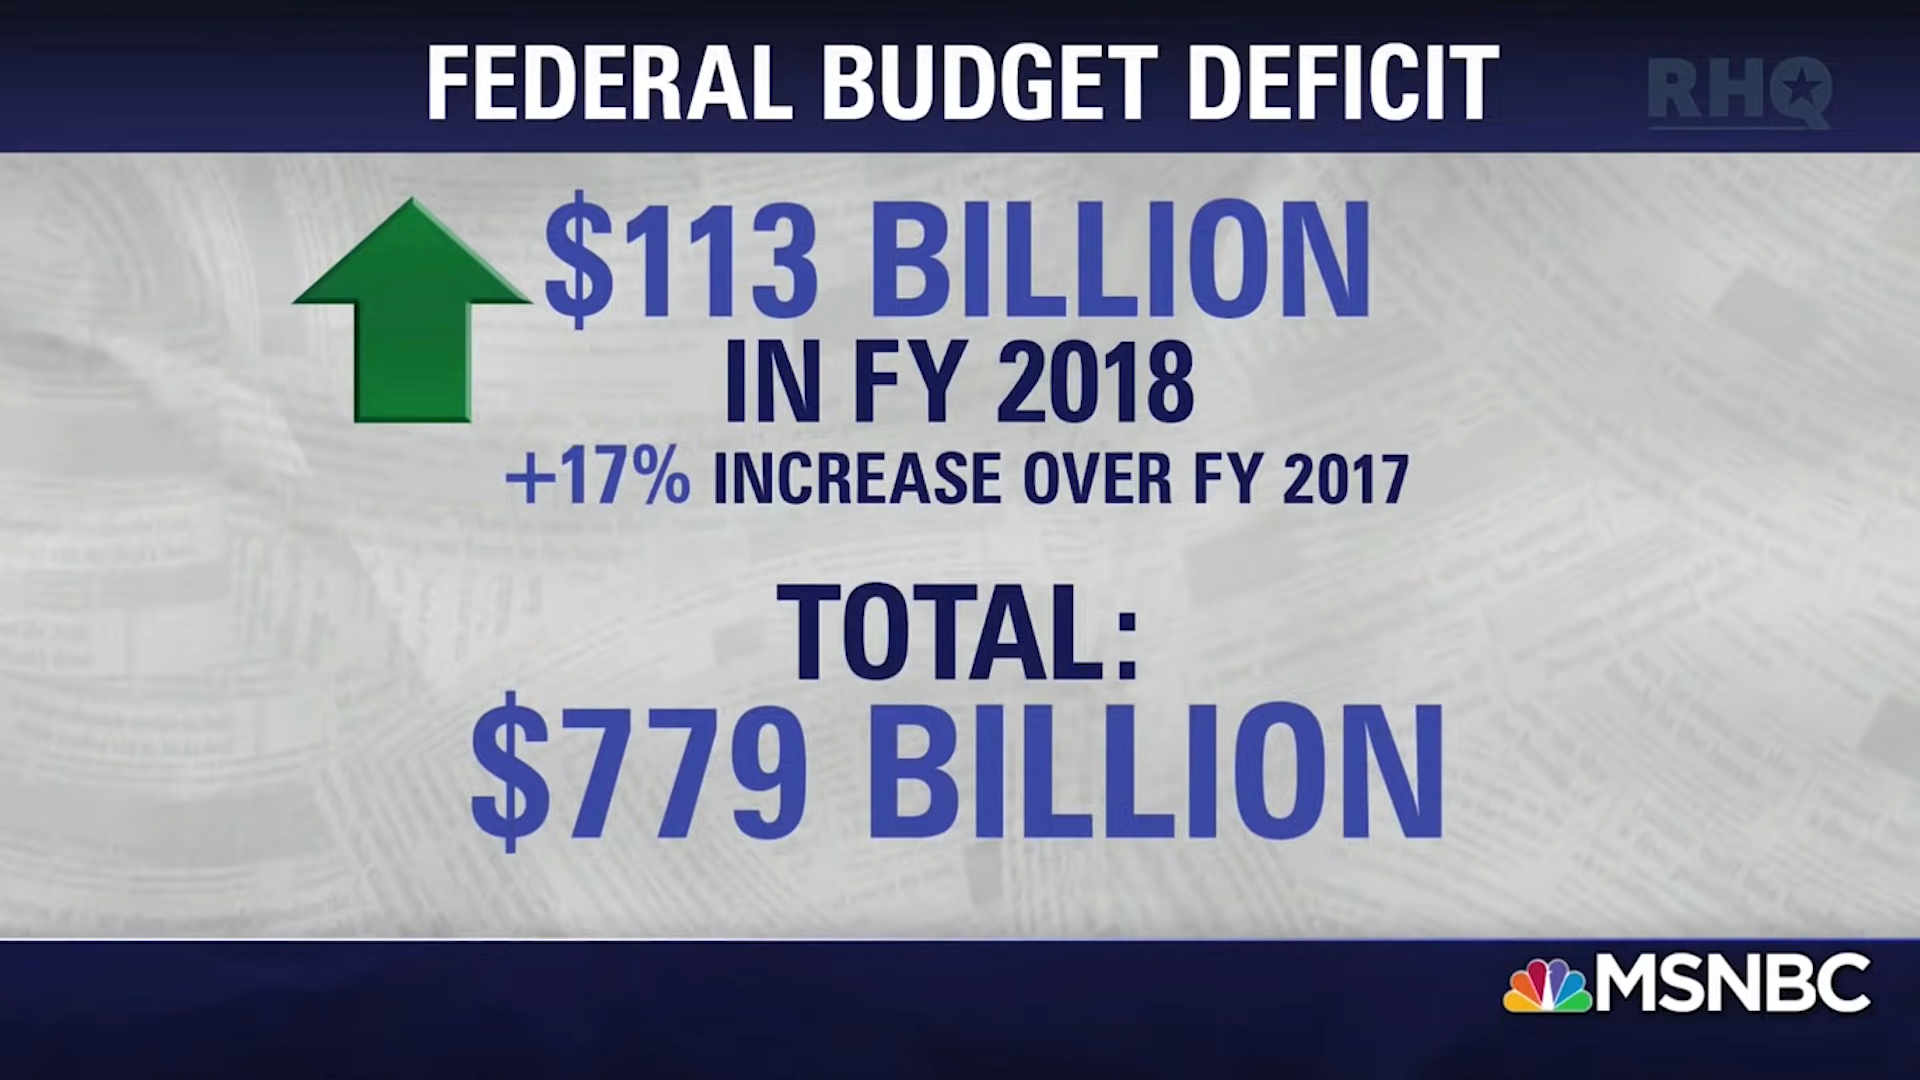 FEDERAL BUDGET DEFICIT
RHQ
$113 BILLION
IN FY 2018
+17% INCREASE OVER FY 2017
TOTAL:
$779 BILLION
MSNBC